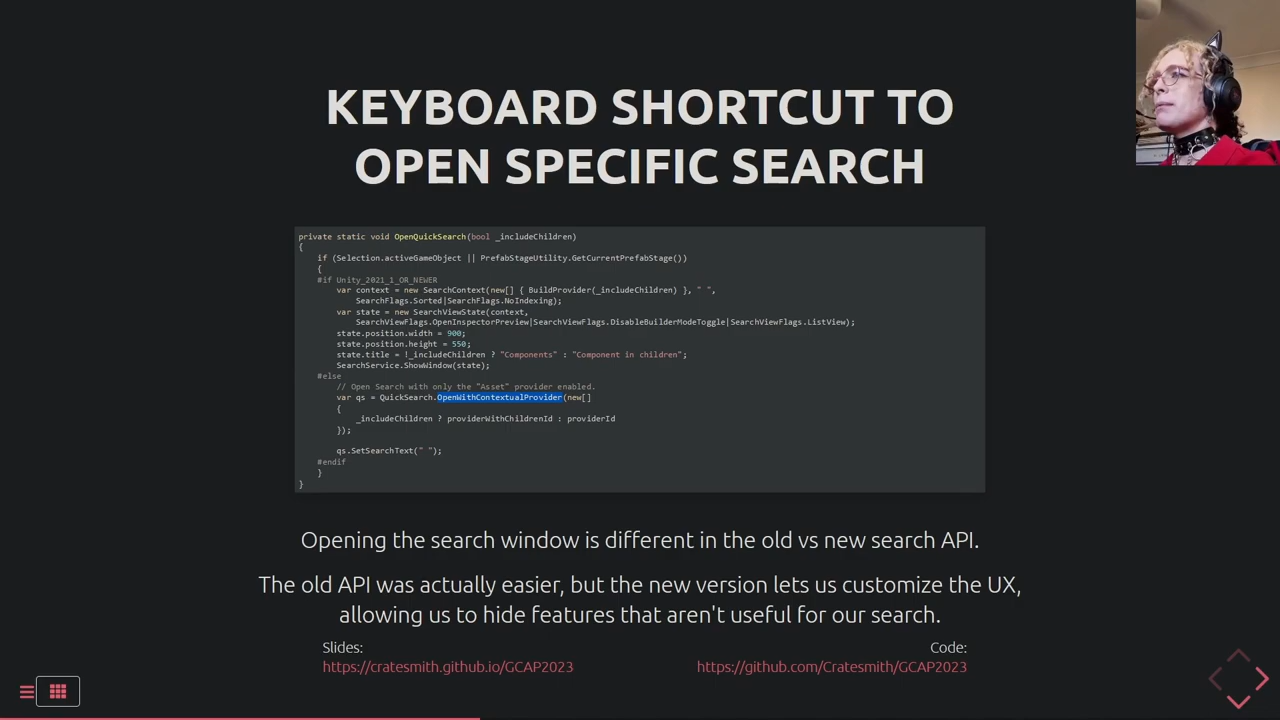 KEYBOARD SHORTCUT TO
OPEN SPECIFIC SEARCH
private static void OpenQuickSearch(bool _includeChildren)
{
if (Selection.activeGameObject || PrefabStageUtility.GetCurrentPrefabStage())
{
#if Unity_2021_1_OR_NEWER
var context = new SearchContext(new[] { BuildProvider(_includeChildren) }, " ",
SearchFlags.Sorted|SearchFlags.NoIndexing);
var state = new SearchViewState(context,
SearchViewFlags.OpenInspectorPreview|SearchViewFlags.DisableBuilderModeToggle|SearchViewFlags.ListView);
state.position.width = 900;
state.position.height = 550;
state.title = !_includeChildren ? "Components" : "Component in children";
SearchService.ShowWindow(state);
#else
// Open Search with only the "Asset" provider enabled.
var qs = QuickSearch.OpenWithContextualProvider(new[]
{
_includeChildren ? providerWithChildrenId : providerId
});
qs.SetSearchText(" ");
#endif
}
}
Opening the search window is different in the old vs new search API.
The old API was actually easier, but the new version lets us customize the UX,
allowing us to hide features that aren't useful for our search.
Slides:
https://cratesmith.github.io/GCAP2023
Code:
https://github.com/Cratesmith/GCAP2023